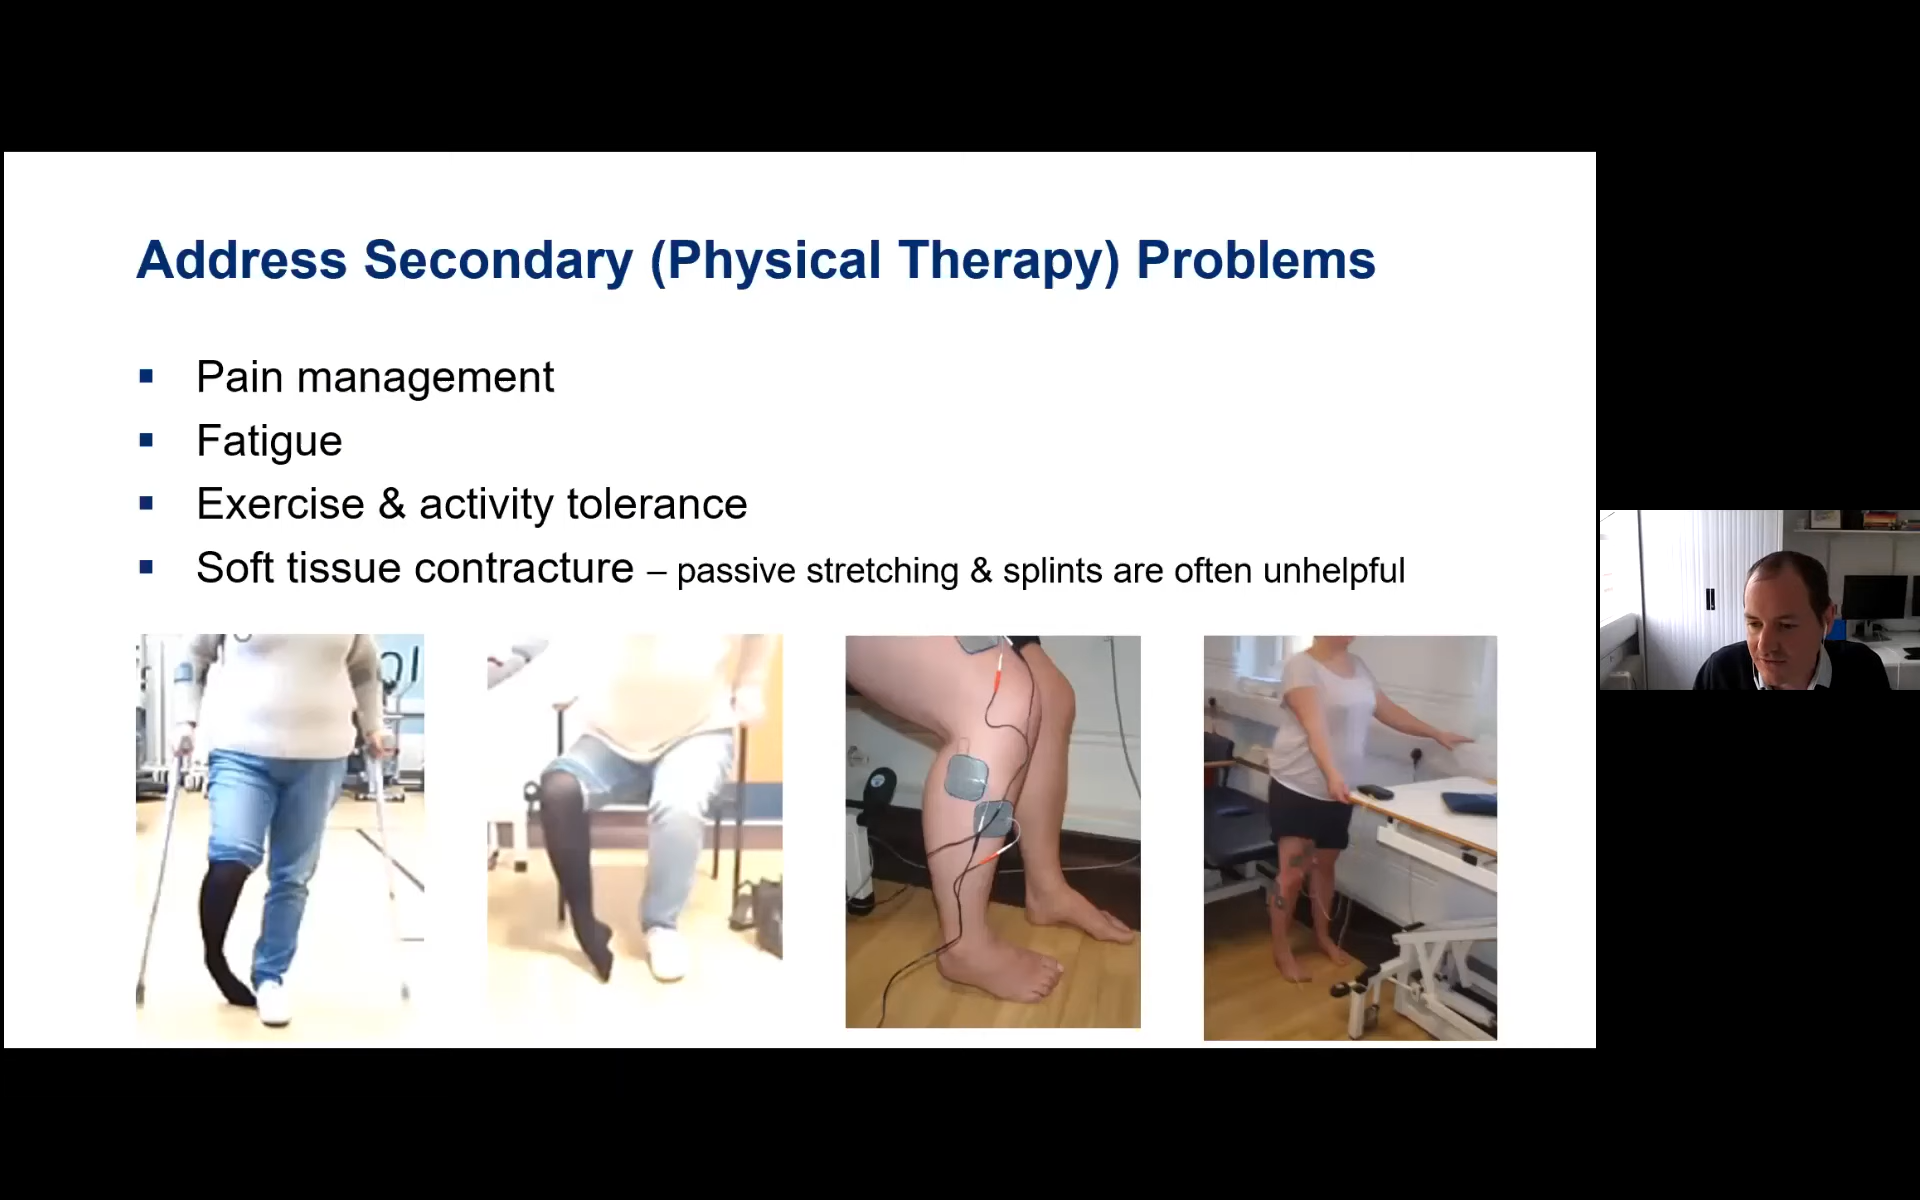 Address Secondary (Physical Therapy) Problems
Pain management
Fatigue
Exercise & activity tolerance
Soft tissue contracture – passive stretching & splints are often unhelpful